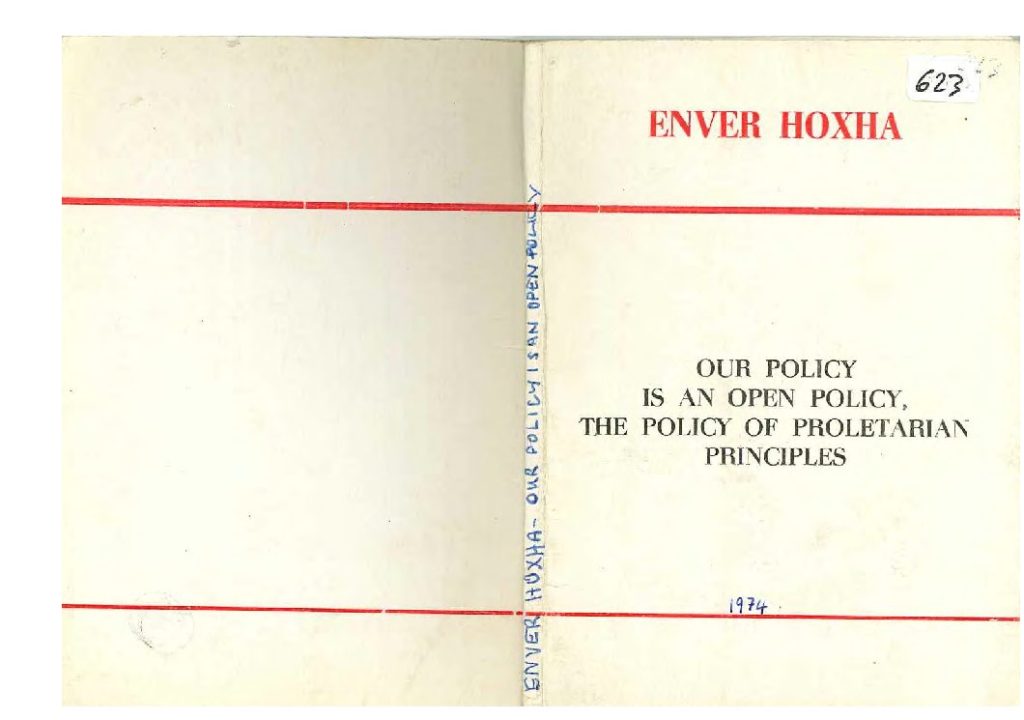 ENVER HOXHA - OUR POLICY IS AN OPEN POLICY
623
ENVER HOXHA
OUR POLICY
IS AN OPEN POLICY,
THE POLICY OF PROLETARIAN
PRINCIPLES
1974